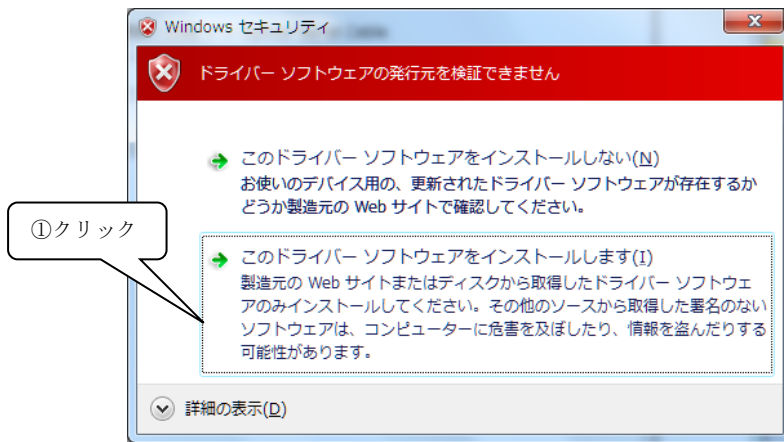 Windows セキュリティ
ドライバー ソフトウェアの発行元を検証できません
このドライバー ソフトウェアをインストールしない(N)
お使いのデバイス用の、更新されたドライバー ソフトウェアが存在するか
どうか製造元の Web サイトで確認してください。
①クリック
このドライバー ソフトウェアをインストールします(I)
製造元の Web サイトまたはディスクから取得したドライバー ソフトウェ
アのみインストールしてください。その他のソースから取得した署名のない
ソフトウェアは、コンピューターに危害を及ぼしたり、情報を盗んだりする
可能性があります。
詳細の表示(D)